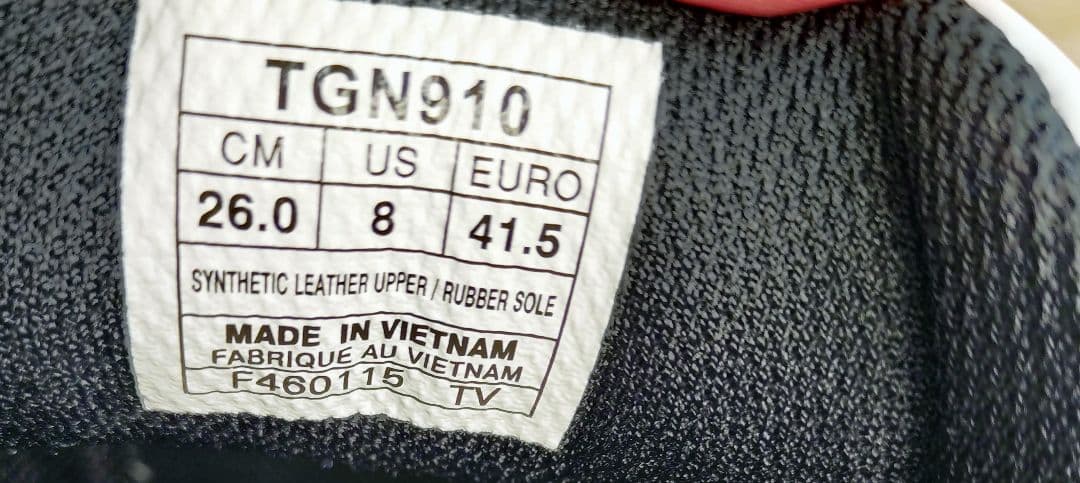 TGN910
CM US EURO
26.0 8 41.5
SYNTHETIC LEATHER UPPER / RUBBER SOLE
MADE IN VIETNAM
FABRIQUE AU VIETNAM
F460115 TV